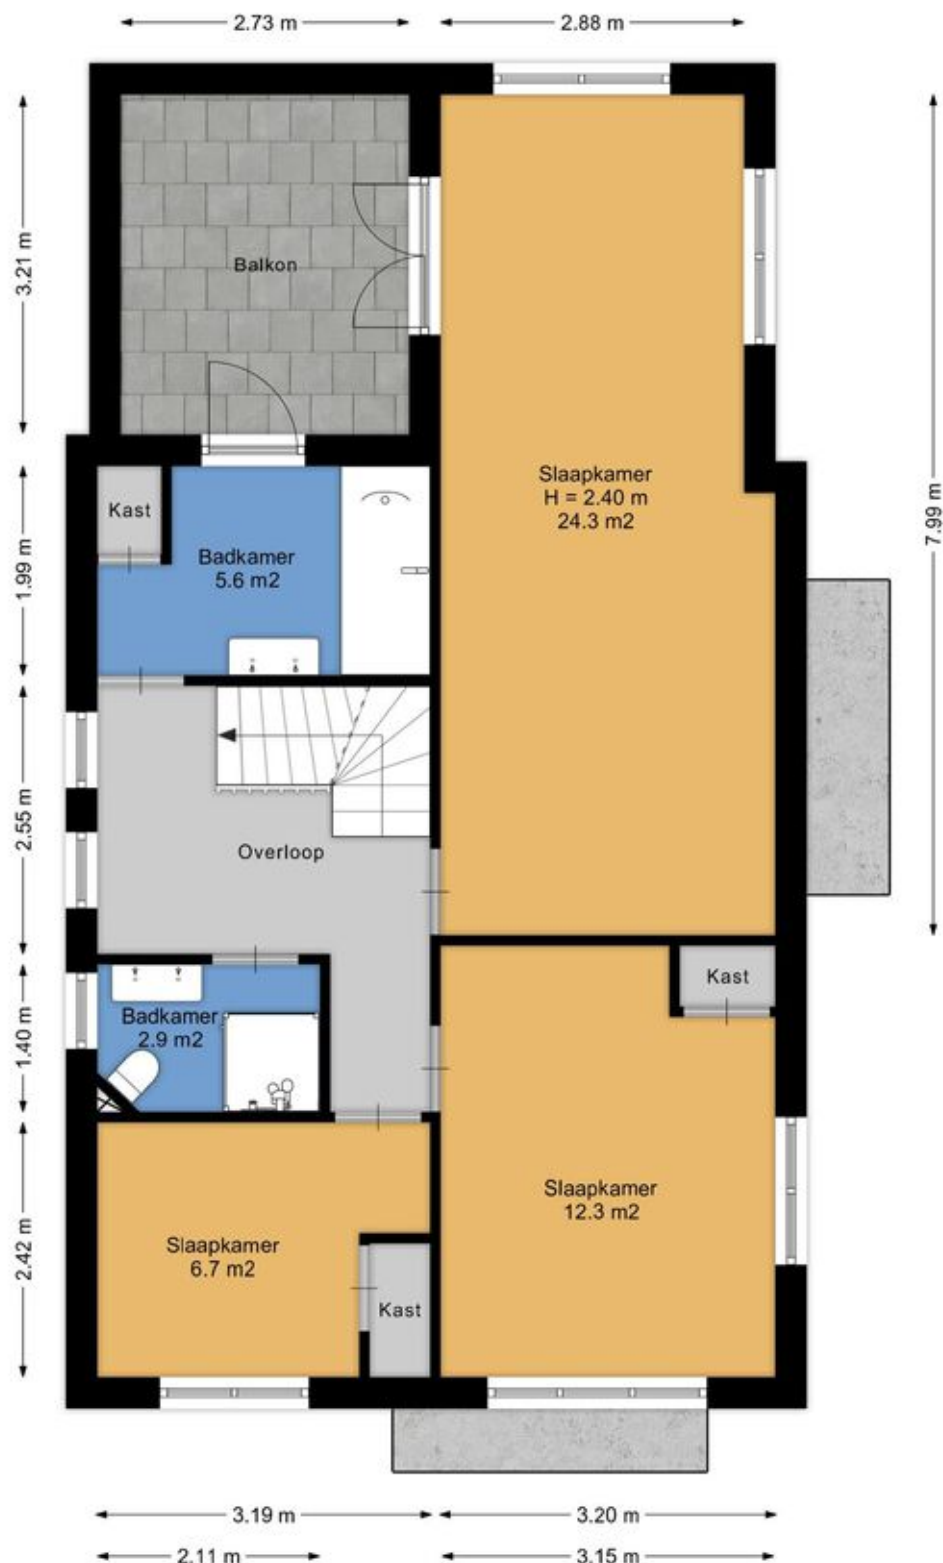 2.73 m
2.88 m
3.21 m
Balkon
7.99 m
Slaapkamer
H = 2.40 m
24.3 m2
Kast
Badkamer
5.6 m2
1.99 m
2.55 m
Overloop
Kast
Badkamer
2.9 m2
1.40 m
Slaapkamer
12.3 m2
Slaapkamer
6.7 m2
2.42 m
Kast
3.19 m
3.20 m
2.11 m
3.15 m